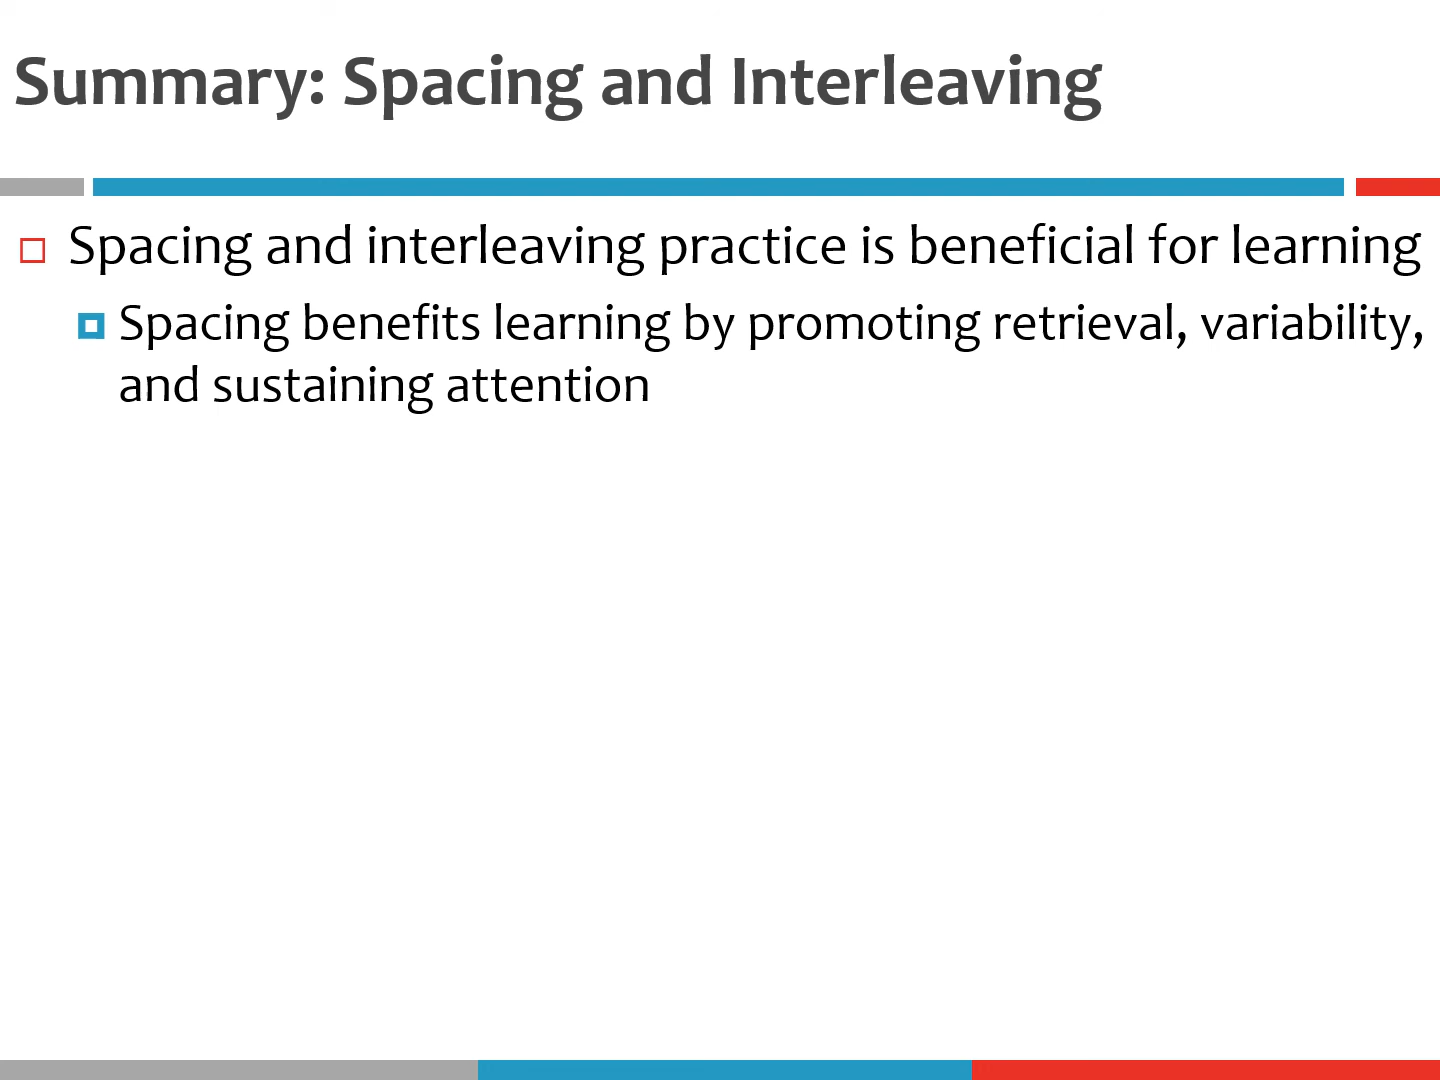 Summary: Spacing and Interleaving
Spacing and interleaving practice is beneficial for learning
Spacing benefits learning by promoting retrieval, variability,
and sustaining attention